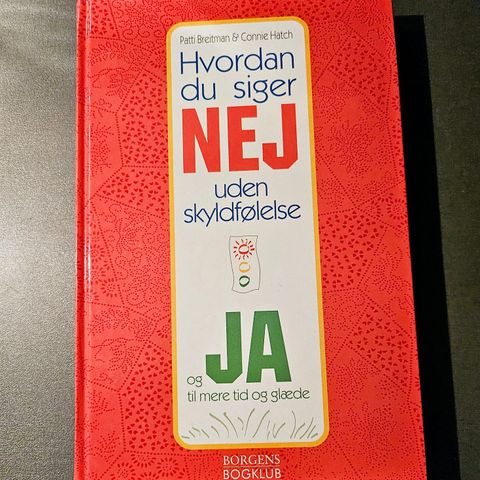 Patti Breitman & Connie Hatch
Hvordan
du siger
NEJ
uden
skyldfølelse
og JA
til mere tid og glæde
BORGENS
BOGKLUB